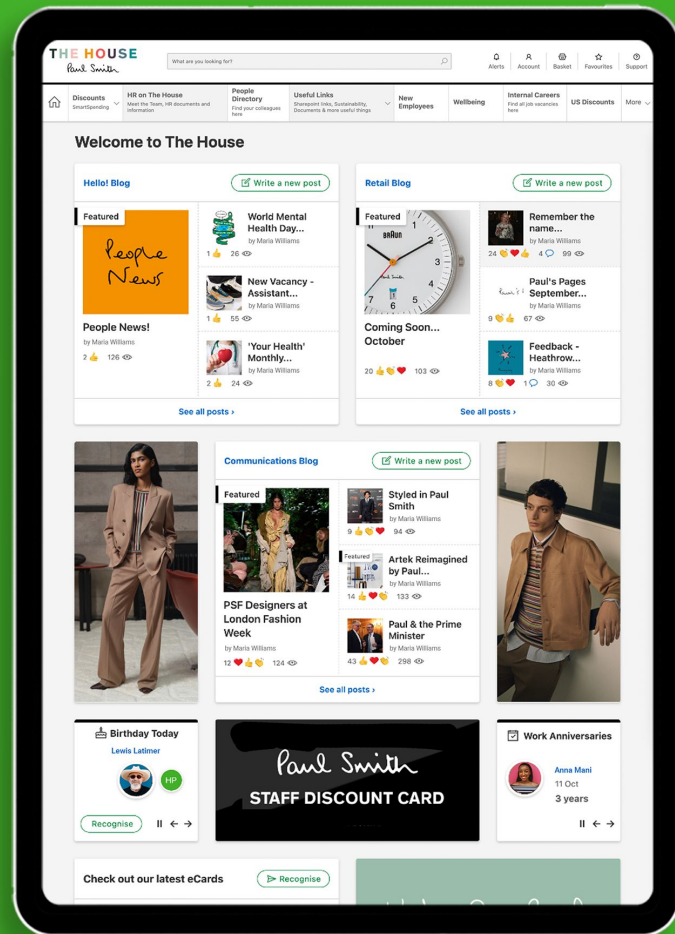 THE HOUSE
Paul Smith
What are you looking for?
Alerts
Account
Basket
Favourites
Support
Discounts
SmartSpending
HR on The House
Meet the Team, HR documents and
information
People
Directory
Find your colleagues
here
Useful Links
Sharepoint links, Sustainability,
Documents & more useful things
New
Employees
Wellbeing
Internal Careers
Find all job vacancies
here
US Discounts
More
Welcome to The House
Hello! Blog
Write a new post
Featured
People
News
People News!
by Maria Williams
2 126
World Mental
Health Day...
by Maria Williams
1 26
New Vacancy -
Assistant...
by Maria Williams
1 55
'Your Health'
Monthly...
by Maria Williams
2 24
See all posts ›
Retail Blog
Write a new post
Featured
BRAUN
Paul Smith
1
2
3
4
5
6
7
Coming Soon...
October
20 103
Remember the
name...
by Maria Williams
24 4 99
Paul's Pages
September...
by Maria Williams
6 67
Feedback -
Heathrow...
by Maria Williams
8 1 30
See all posts ›
Communications Blog
Write a new post
Featured
PSF Designers at
London Fashion
Week
by Maria Williams
12 124
Styled in Paul
Smith
by Maria Williams
9 94
Featured
Artek Reimagined
by Paul...
by Maria Williams
14 133
Paul & the Prime
Minister
by Maria Williams
43 298
See all posts ›
Birthday Today
Lewis Latimer
HP
Recognise
Paul Smith
STAFF DISCOUNT CARD
Work Anniversaries
Anna Mani
11 Oct
3 years
Check out our latest eCards
Recognise